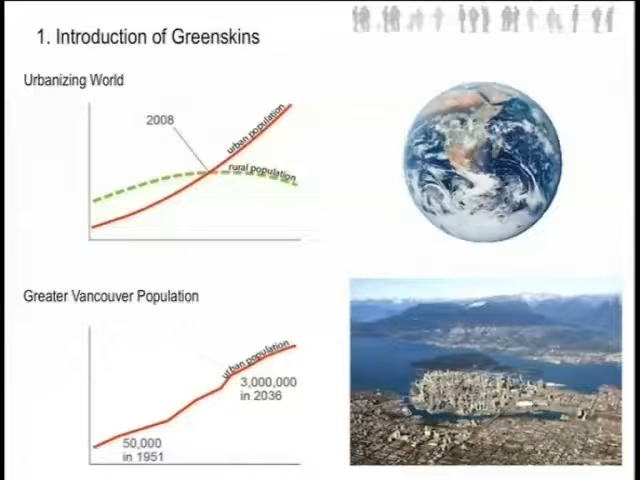 1. Introduction of Greenskins
Urbanizing World
2008
urban population
rural population
Greater Vancouver Population
urban population
3,000,000
in 2036
50,000
in 1951